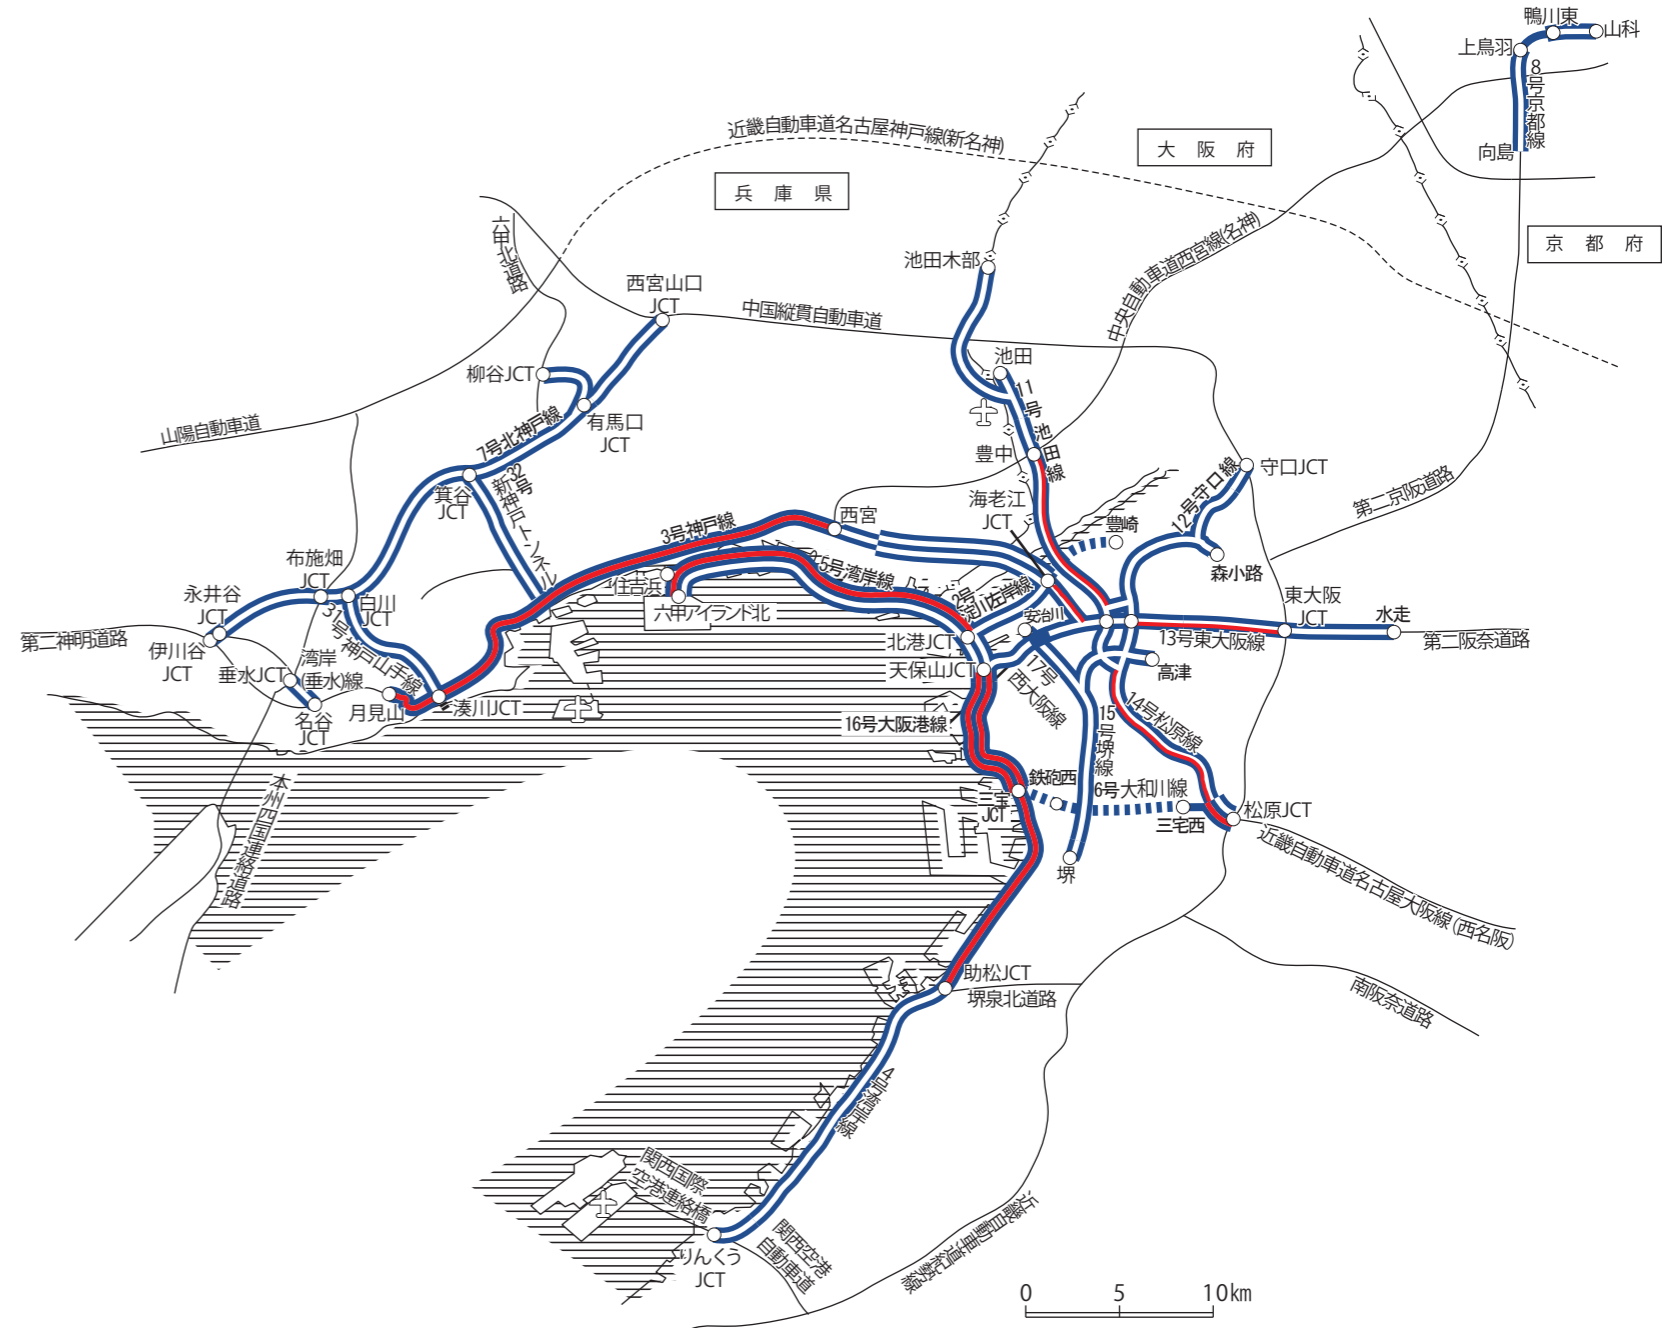 鴨川東
山科
上鳥羽
8号京都線
向島
近畿自動車道名古屋神戸線(新名神)
大阪府
兵庫県
京都府
六甲北道路
池田木部
中央自動車道西宮線(名神)
西宮山口
JCT
中国縦貫自動車道
池田
柳谷JCT
11号池田線
有馬口
JCT
山陽自動車道
7号北神戸線
豊中
守口JCT
12号守口線
第二京阪道路
箕谷
JCT
32号
新神戸トンネル
海老江
JCT
豊崎
3号神戸線
西宮
森小路
布施畑
JCT
住吉浜
5号湾岸線
2号淀川左岸線
東大阪
JCT
永井谷
JCT
白川
JCT
六甲アイランド北
安治川
水走
第二神明道路
伊川谷
JCT
31号神戸山手線
北港JCT
13号東大阪線
第二阪奈道路
垂水JCT
湾岸
(垂水)線
天保山JCT
17号
西大阪線
高津
名谷
JCT
月見山
湊川JCT
16号大阪港線
15号堺線
14号松原線
本州四国連絡道路
鉄砲西
三宝
JCT
6号大和川線
三宅西
松原JCT
堺
近畿自動車道名古屋大阪線(西名阪)
助松JCT
堺泉北道路
南阪奈道路
4号湾岸線
関西国際
空港連絡橋
りんくう
JCT
関西空港
自動車道
近畿自動車道松原那智勝浦線
0
5
10km